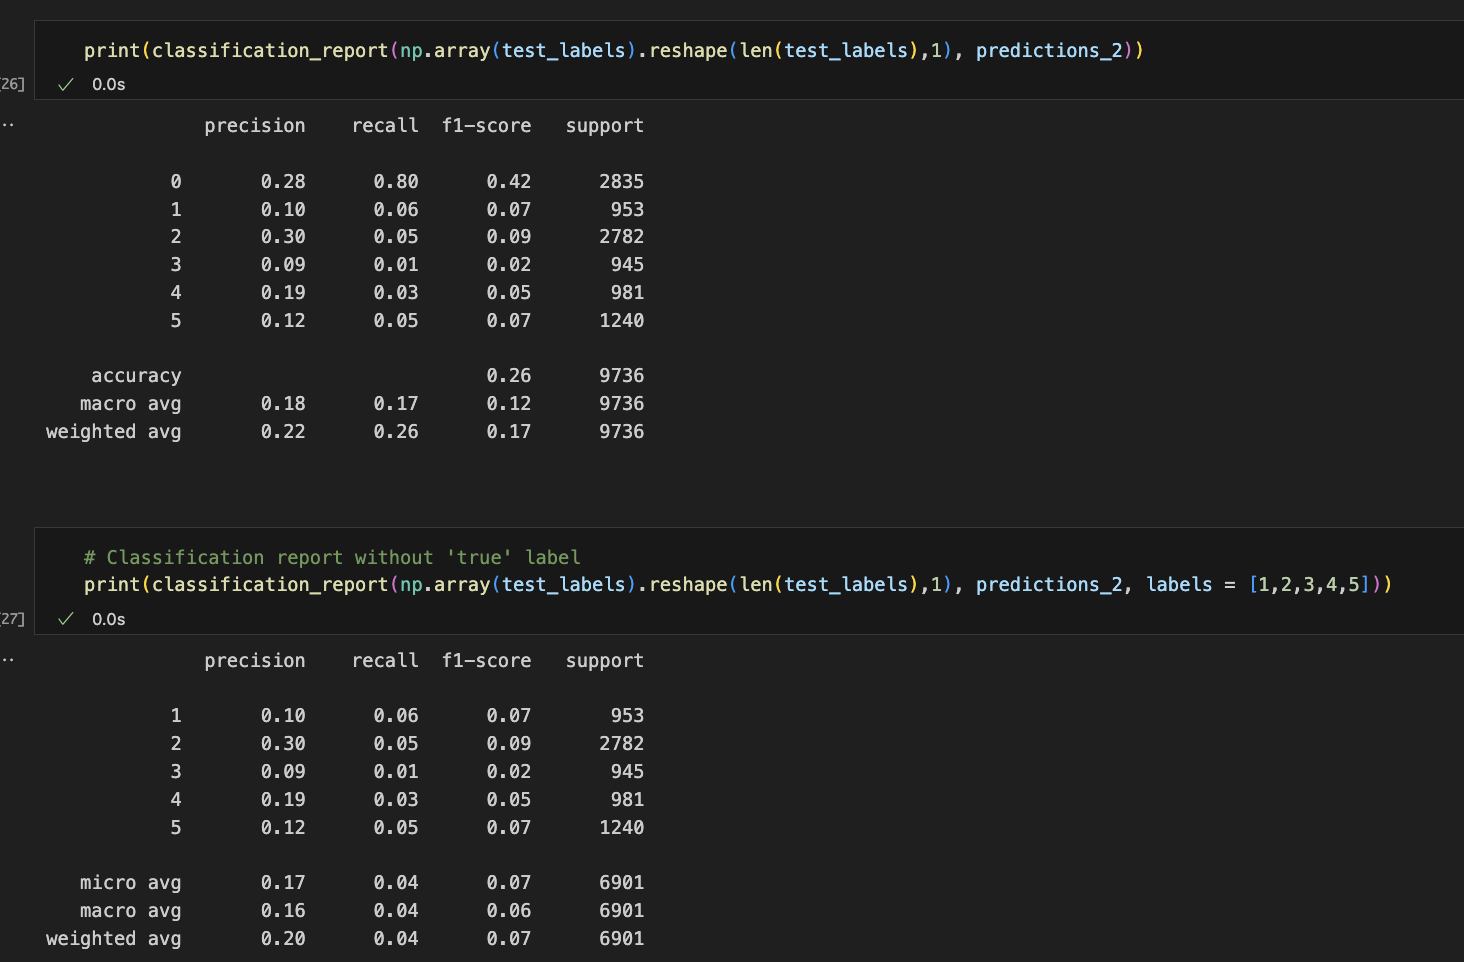 print(classification_report(np.array(test_labels).reshape(len(test_labels),1), predictions_2))
[26] ✓ 0.0s
.. precision recall f1-score support
0 0.28 0.80 0.42 2835
1 0.10 0.06 0.07 953
2 0.30 0.05 0.09 2782
3 0.09 0.01 0.02 945
4 0.19 0.03 0.05 981
5 0.12 0.05 0.07 1240
accuracy 0.26 9736
macro avg 0.18 0.17 0.12 9736
weighted avg 0.22 0.26 0.17 9736
# Classification report without 'true' label
print(classification_report(np.array(test_labels).reshape(len(test_labels),1), predictions_2, labels = [1,2,3,4,5]))
[27] ✓ 0.0s
.. precision recall f1-score support
1 0.10 0.06 0.07 953
2 0.30 0.05 0.09 2782
3 0.09 0.01 0.02 945
4 0.19 0.03 0.05 981
5 0.12 0.05 0.07 1240
micro avg 0.17 0.04 0.07 6901
macro avg 0.16 0.04 0.06 6901
weighted avg 0.20 0.04 0.07 6901